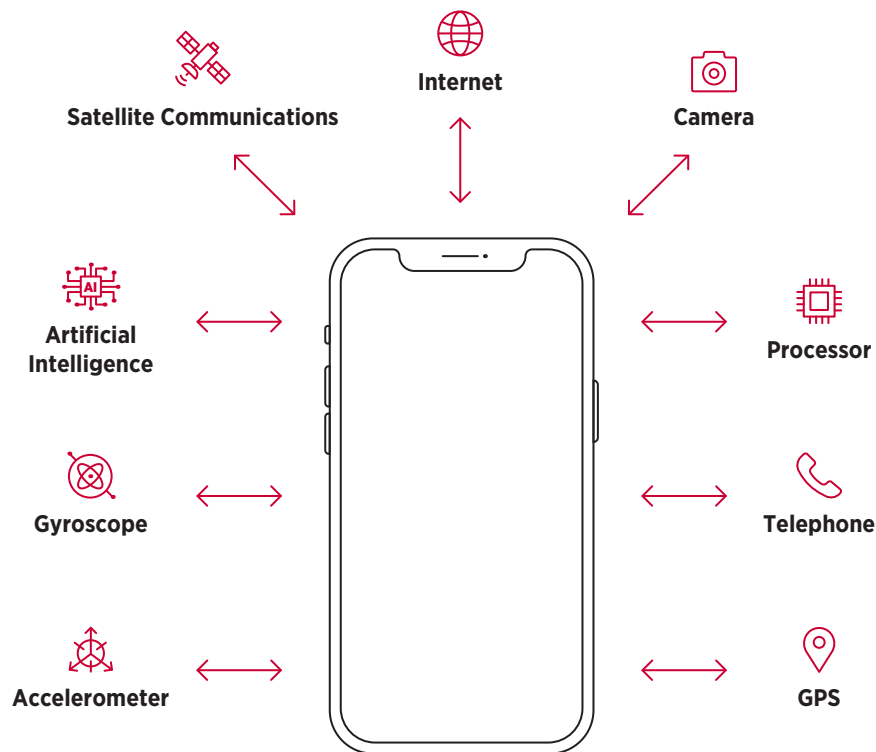 Internet
Satellite Communications
Camera
AI
Artificial
Intelligence
Processor
Gyroscope
Telephone
Accelerometer
GPS